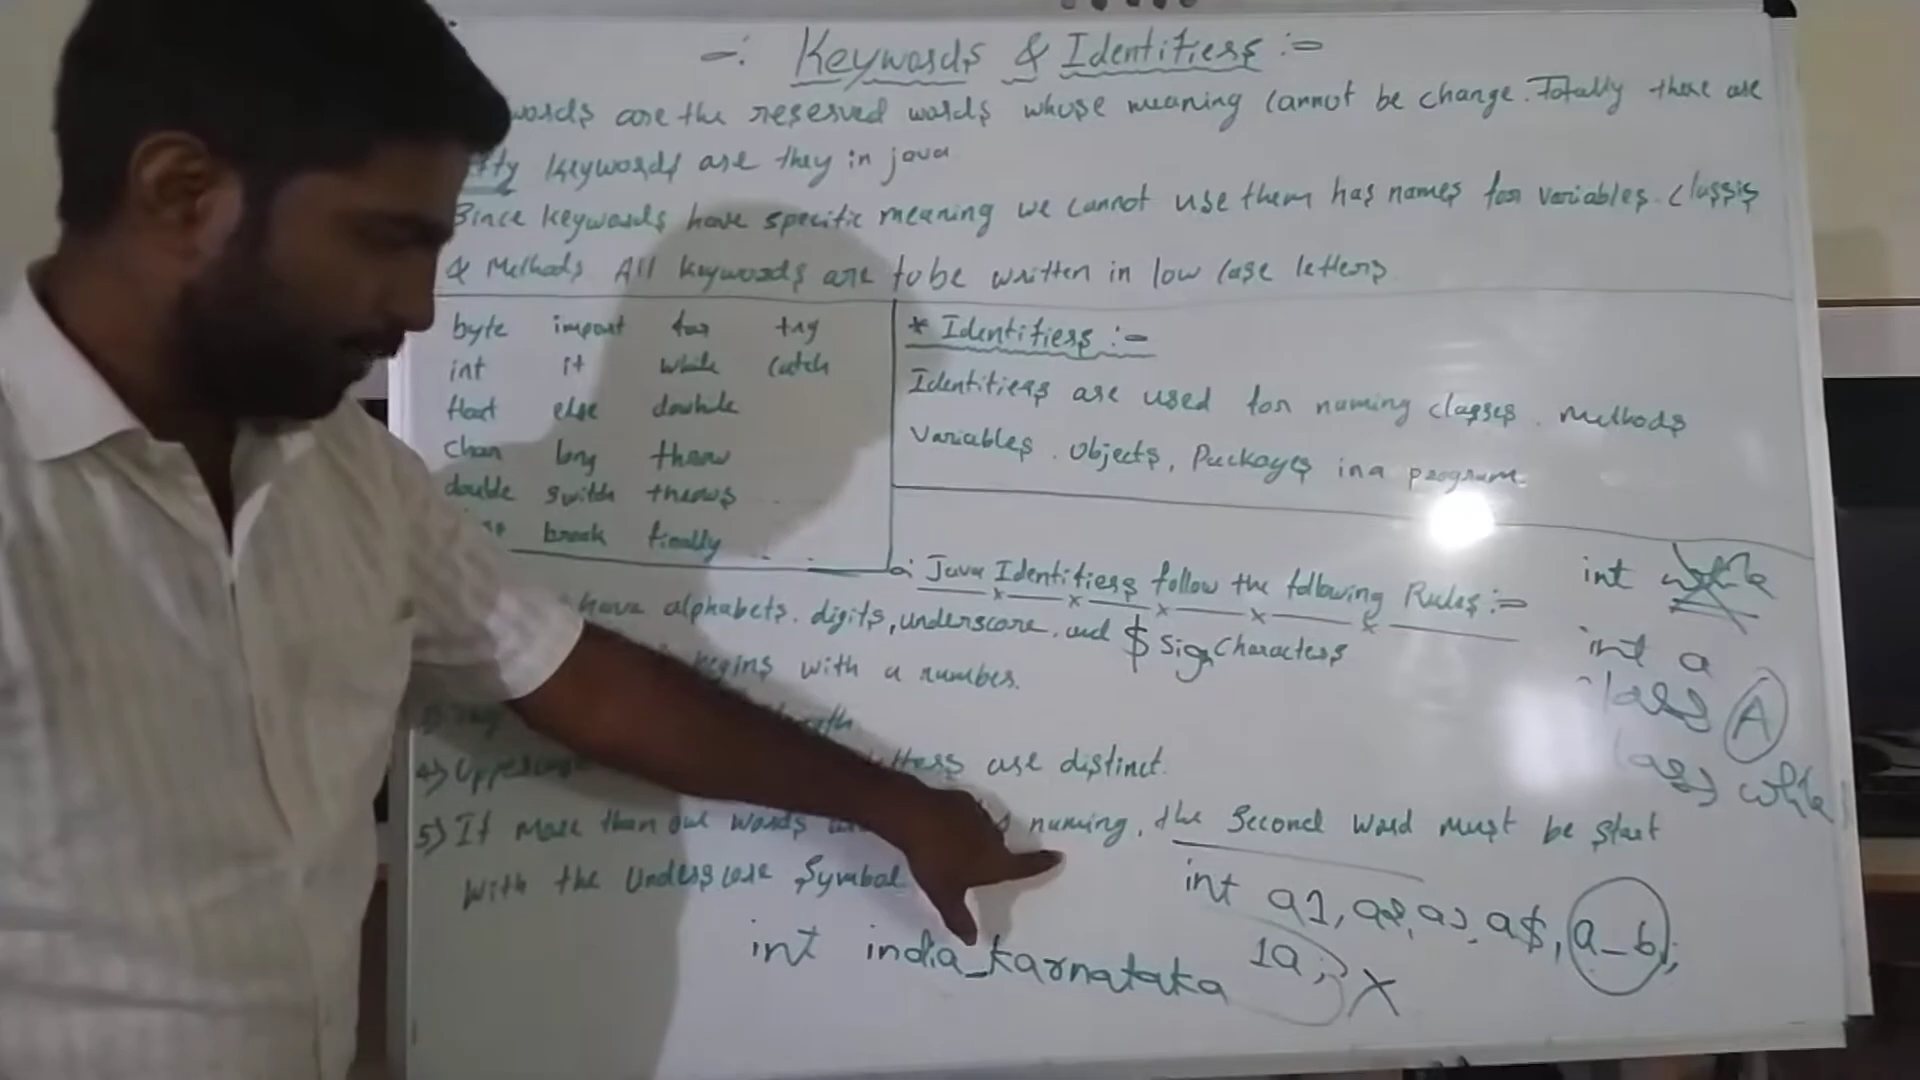 -: Keywords & Identifiers :-
words are the reserved words whose meaning cannot be change. Totally there are
fty keywords are they in java
Since keywords have specific meaning we cannot use them has names for variables. classis
& Methods All keywords are to be written in low case letters
byte import for try
int if while catch
float else dowhile
char long throw
double switch throws
break finally
* Identifiers :-
Identifiers are used for naming classes. Methods
Variables. Objects, Packages in a program.
Java Identifiers follow the following Rules :-
have alphabets. digits, underscore. and $ sign characters
begins with a number.
4) Uppercase letters are distinct.
5) If More than one words naming, the Second word must be start
with the Underscore Symbol
int india_karnataka
int a1, a2, a3, a$, a_b;
1a; X
int while
int a
class A
class while